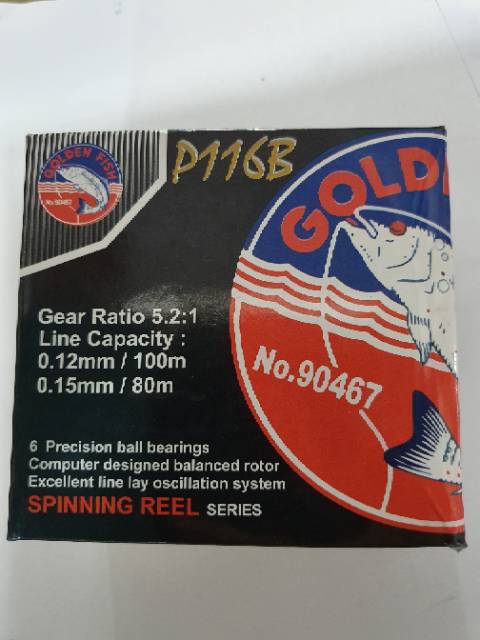 GOLDEN FISH
No.90467
P116B
GOLD
No.90467
Gear Ratio 5.2:1
Line Capacity :
0.12mm / 100m
0.15mm / 80m
6 Precision ball bearings
Computer designed balanced rotor
Excellent line lay oscillation system
SPINNING REEL SERIES